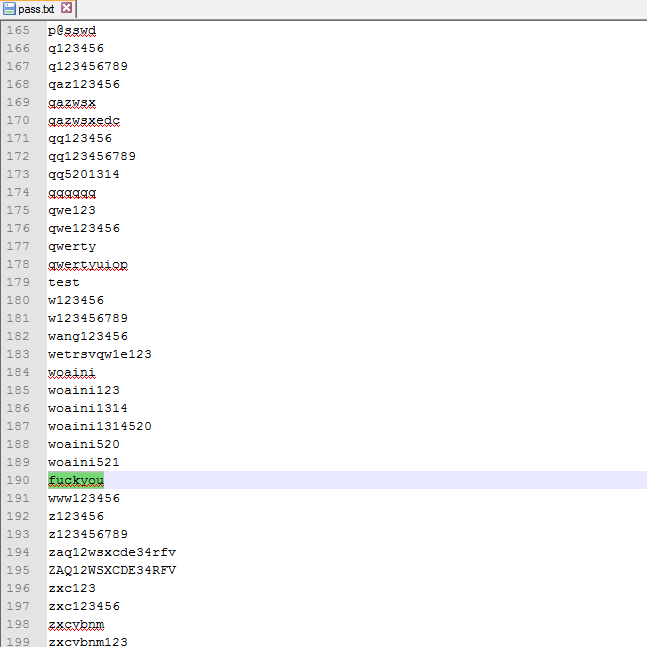 pass.txt
165 p@sswd
166 q123456
167 q123456789
168 qaz123456
169 qazwsx
170 qazwsxedc
171 qq123456
172 qq123456789
173 qq5201314
174 qqqqqq
175 qwe123
176 qwe123456
177 qwerty
178 qwertyuiop
179 test
180 w123456
181 w123456789
182 wang123456
183 wetrsvqw1e123
184 woaini
185 woaini123
186 woaini1314
187 woaini1314520
188 woaini520
189 woaini521
190 fuckyou
191 www123456
192 z123456
193 z123456789
194 zaq12wsxcde34rfv
195 ZAQ12WSXCDE34RFV
196 zxc123
197 zxc123456
198 zxcvbnm
199 zxcvbnm123